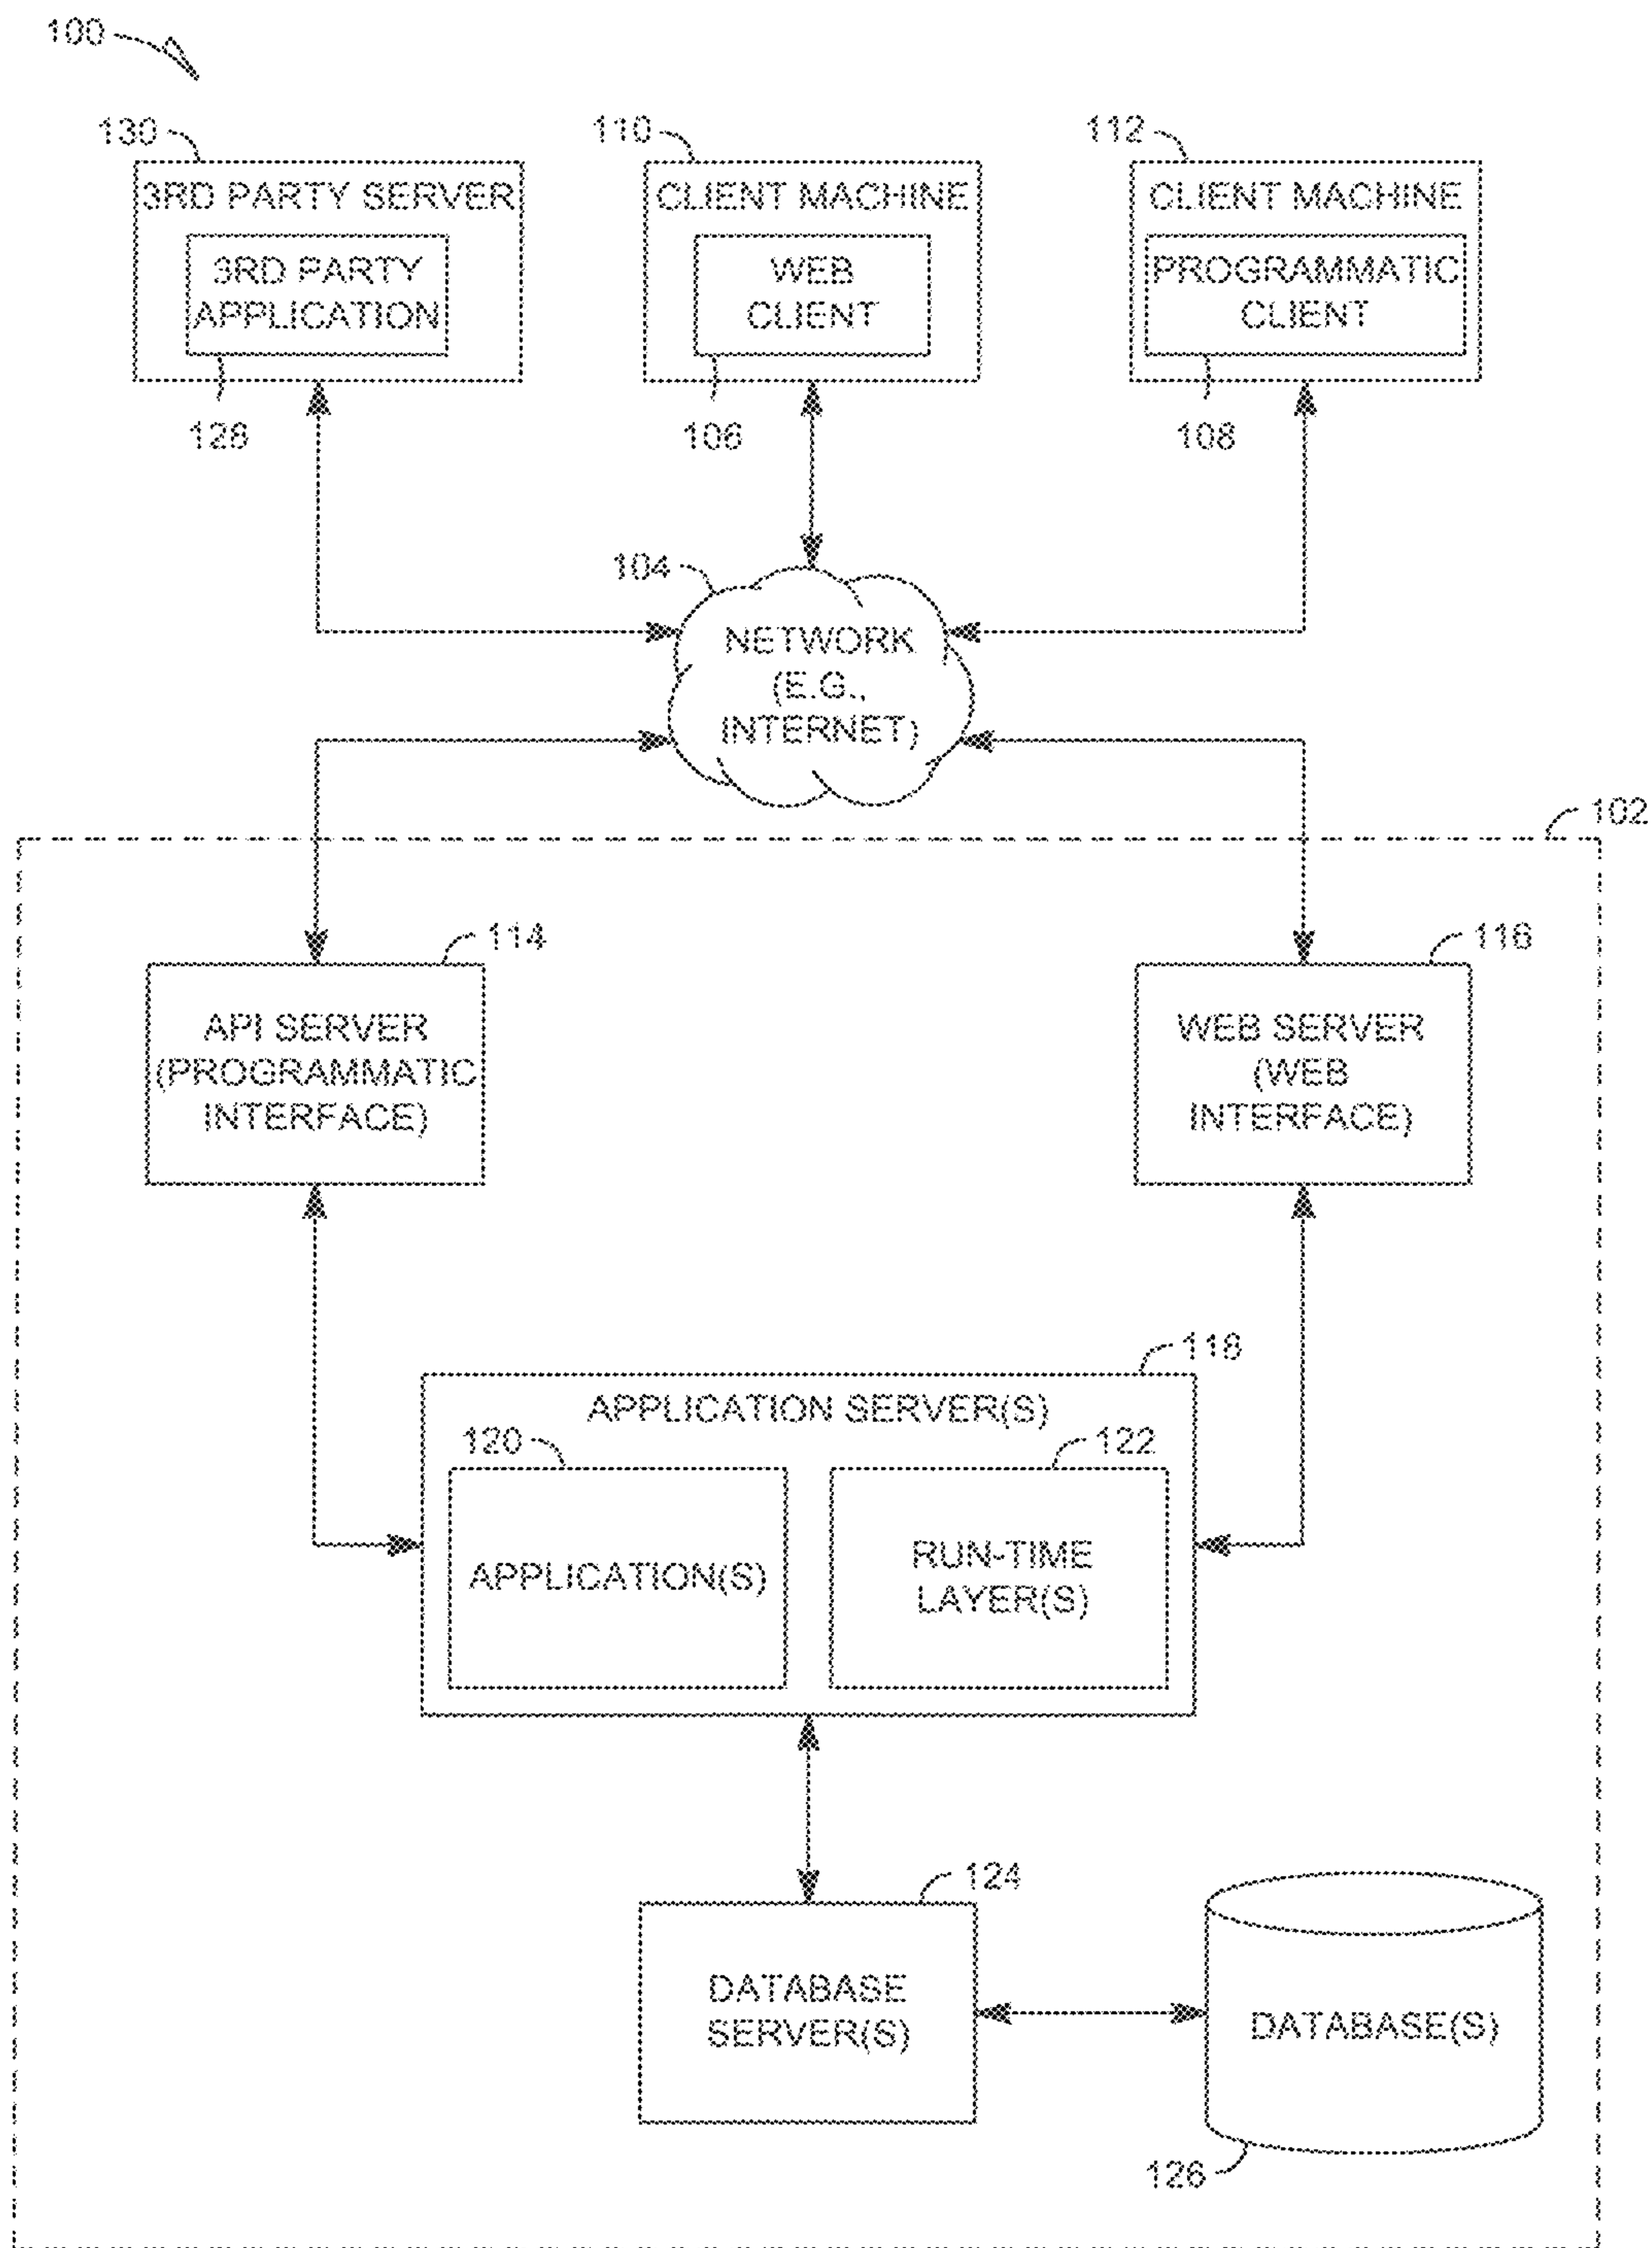 100
130
110
112
3RD PARTY SERVER
CLIENT MACHINE
CLIENT MACHINE
3RD PARTY
APPLICATION
WEB
CLIENT
PROGRAMMATIC
CLIENT
128
106
108
104
NETWORK
(E.G.,
INTERNET)
102
114
116
API SERVER
(PROGRAMMATIC
INTERFACE)
WEB SERVER
(WEB
INTERFACE)
118
APPLICATION SERVER(S)
120
122
APPLICATION(S)
RUN-TIME
LAYER(S)
124
DATABASE
SERVER(S)
DATABASE(S)
126